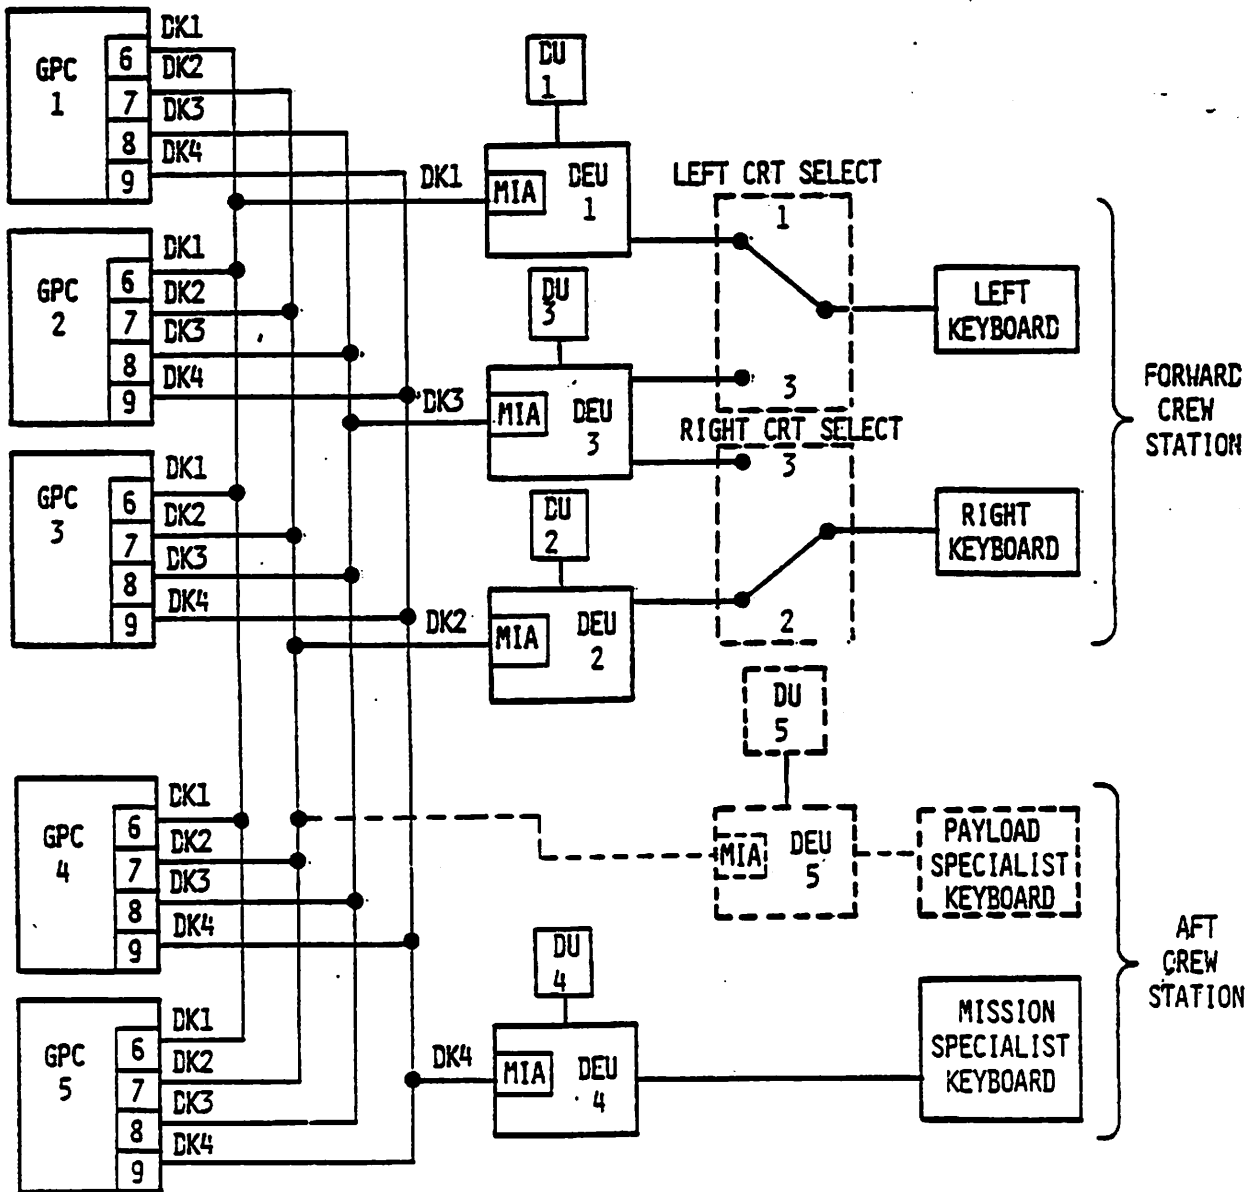 GPC
1
6
7
8
9
DK1
DK2
DK3
DK4
GPC
2
6
7
8
9
DK1
DK2
DK3
DK4
GPC
3
6
7
8
9
DK1
DK2
DK3
DK4
GPC
4
6
7
8
9
DK1
DK2
DK3
DK4
GPC
5
6
7
8
9
DK1
DK2
DK3
DK4
DU
1
DK1
MIA
DEU
1
DU
3
DK3
MIA
DEU
3
DU
2
DK2
MIA
DEU
2
LEFT CRT SELECT
1
3
RIGHT CRT SELECT
3
2
LEFT
KEYBOARD
RIGHT
KEYBOARD
FORWARD
CREW
STATION
DU
5
MIA
DEU
5
PAYLOAD
SPECIALIST
KEYBOARD
DU
4
DK4
MIA
DEU
4
MISSION
SPECIALIST
KEYBOARD
AFT
CREW
STATION